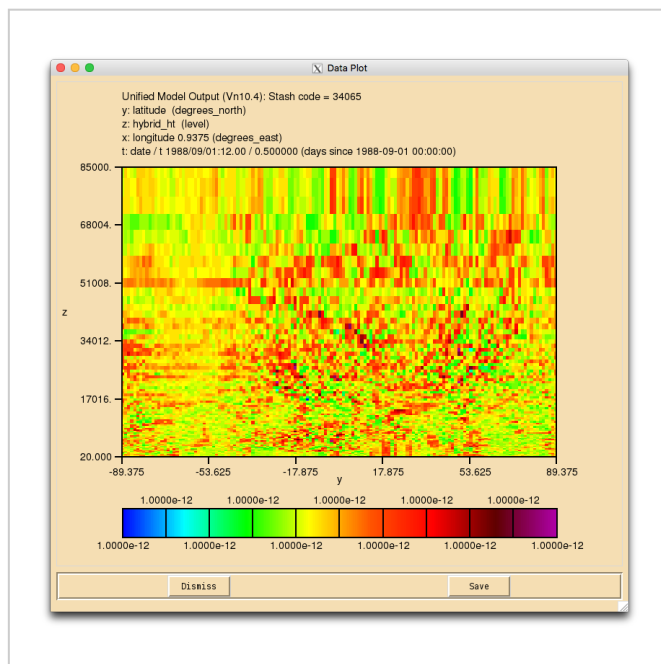 Data Plot
Unified Model Output (Vn10.4): Stash code = 34065
y: latitude (degrees_north)
z: hybrid_ht (level)
x: longitude 0.9375 (degrees_east)
t: date / t 1988/09/01:12.00 / 0.500000 (days since 1988-09-01 00:00:00)
85000.
68004.
51008.
z
34012.
17016.
20.000
-89.375 -53.625 -17.875 17.875 53.625 89.375
y
1.0000e-12 1.0000e-12 1.0000e-12 1.0000e-12 1.0000e-12
1.0000e-12 1.0000e-12 1.0000e-12 1.0000e-12 1.0000e-12 1.0000e-12
Dismiss Save